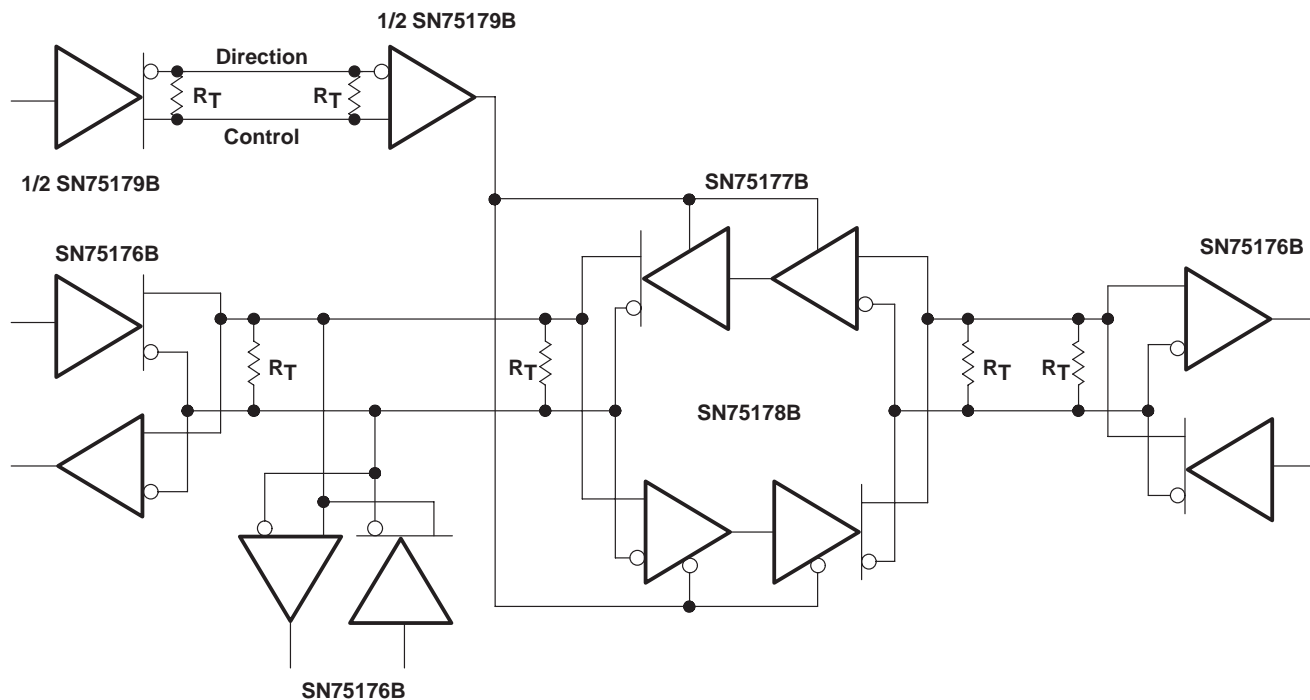 1/2 SN75179B
Direction
RT
RT
Control
1/2 SN75179B
SN75177B
SN75176B
SN75176B
RT
RT
RT
RT
SN75178B
SN75176B